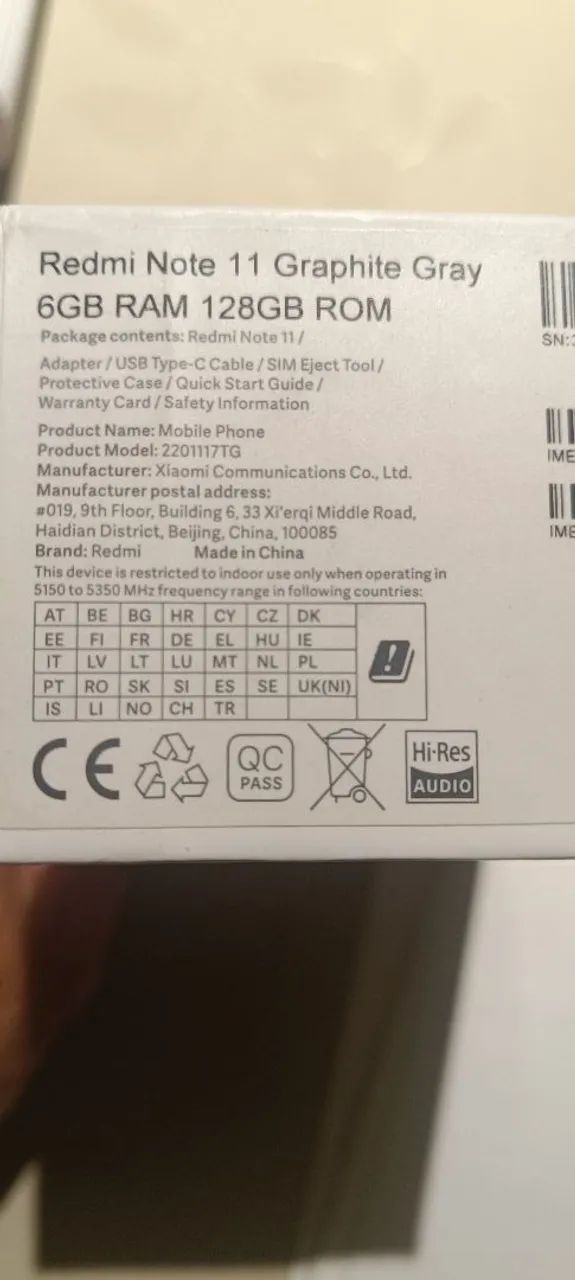 Redmi Note 11 Graphite Gray
6GB RAM 128GB ROM
Package contents: Redmi Note 11 /
Adapter / USB Type-C Cable / SIM Eject Tool /
Protective Case / Quick Start Guide /
Warranty Card / Safety Information
Product Name: Mobile Phone
Product Model: 2201117TG
Manufacturer: Xiaomi Communications Co., Ltd.
Manufacturer postal address:
#019, 9th Floor, Building 6, 33 Xi'erqi Middle Road,
Haidian District, Beijing, China, 100085
Brand: Redmi Made in China
This device is restricted to indoor use only when operating in
5150 to 5350 MHz frequency range in following countries:
AT BE BG HR CY CZ DK
EE FI FR DE EL HU IE
IT LV LT LU MT NL PL
PT RO SK SI ES SE UK(NI)
IS LI NO CH TR
CE
QC
PASS
Hi-Res
AUDIO
SN:
IME
IME